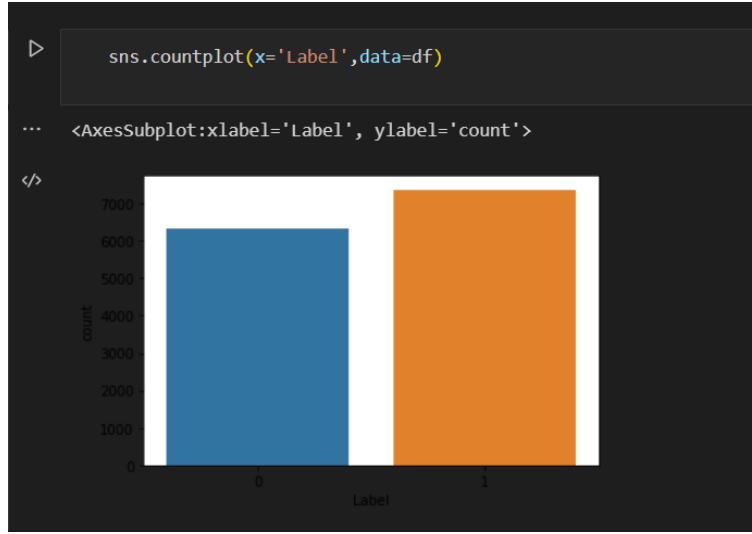 sns.countplot(x='Label',data=df)
<AxesSubplot:xlabel='Label', ylabel='count'>
7000
6000
5000
4000
3000
2000
1000
0
count
0 1
Label